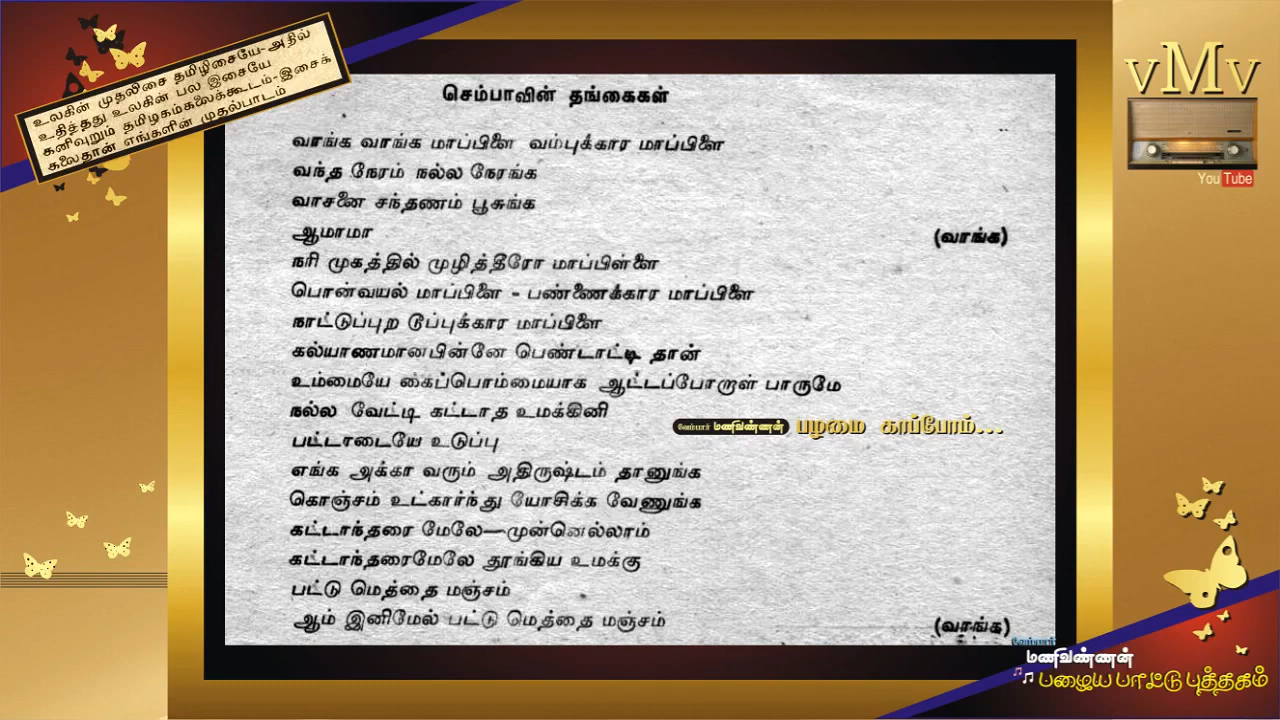 உலகின் முதலிசை தமிழிசையே-அதில்
உதித்தது உலகின் பல இசையே
கனிவுறும் தமிழகம்கலைக்கூடம்-இசைக்
கலைதான் எங்களின் முதல்பாடம்
vMv
YouTube
செம்பாவின் தங்கைகள்
வாங்க வாங்க மாப்பிளை வம்புக்கார மாப்பிளை
வந்த நேரம் நல்ல நேரங்க
வாசனை சந்தணம் பூசுங்க
ஆமாமா (வாங்க)
நரி முகத்தில் முழித்தீரோ மாப்பிள்ளை
பொன்வயல் மாப்பிளை - பண்ணைக்கார மாப்பிளை
நாட்டுப்புற டூப்புக்கார மாப்பிளை
கல்யாணமானபின்னே பெண்டாட்டி தான்
உம்மையே கைப்பொம்மையாக ஆட்டப்போறாள் பாருமே
நல்ல வேட்டி கட்டாத உமக்கினி
பட்டாடையே உடுப்பு
எங்க அக்கா வரும் அதிருஷ்டம் தானுங்க
கொஞ்சம் உட்கார்ந்து யோசிக்க வேணுங்க
கட்டாந்தரை மேலே—முன்னெல்லாம்
கட்டாந்தரைமேலே தூங்கிய உமக்கு
பட்டு மெத்தை மஞ்சம்
ஆம் இனிமேல் பட்டு மெத்தை மஞ்சம் (வாங்க)
வேம்பார் மணிவண்ணன் பழமை காப்போம்...
வேம்பார்
மணிவண்ணன்
பழைய பாட்டு புத்தகம்